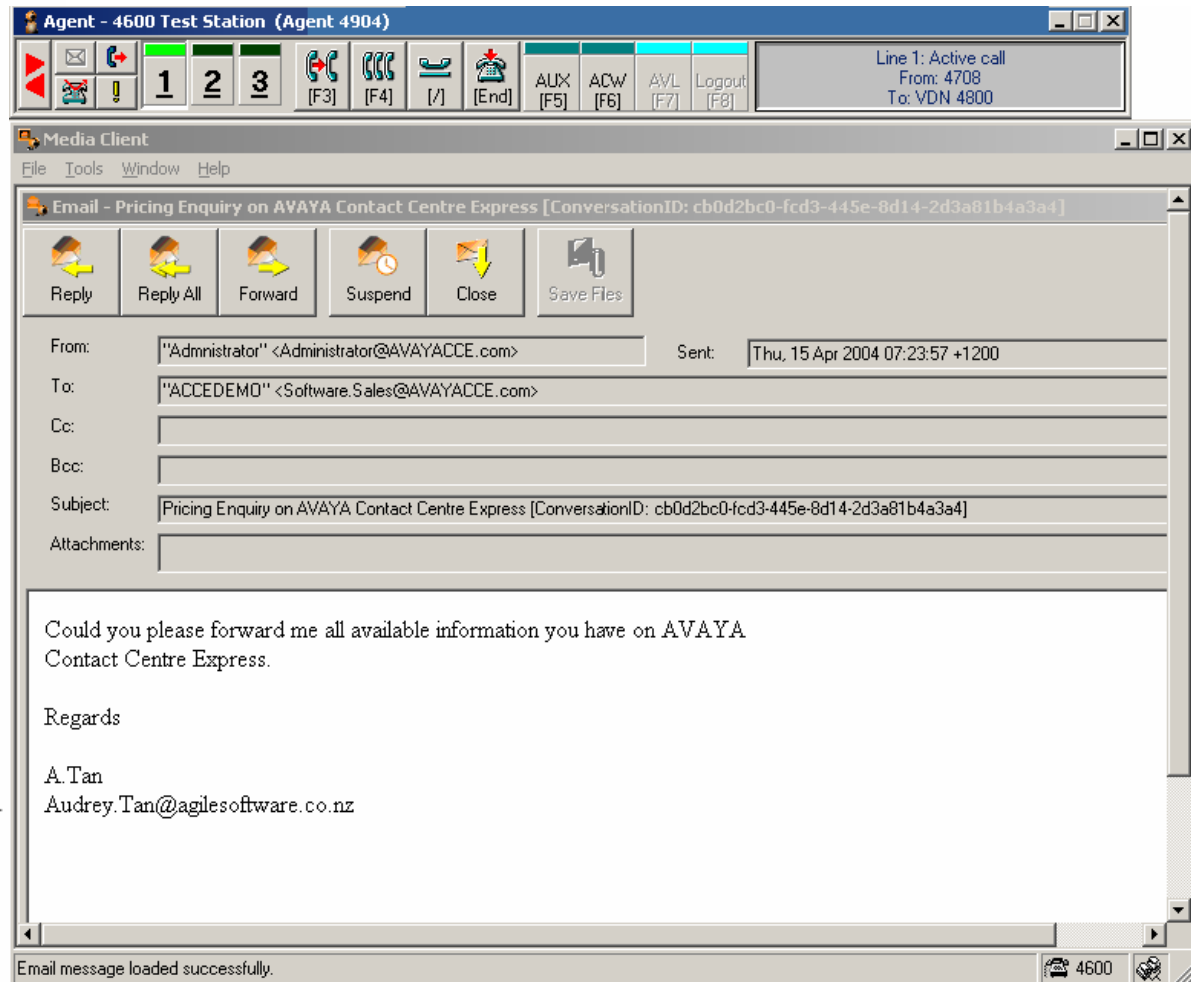 Agent - 4600 Test Station (Agent 4904)
1 2 3 [F3] [F4] [/] [End] AUX [F5] ACW [F6] AVL [F7] Logout [F8]
Line 1: Active call
From: 4708
To: VDN 4800
Media Client
File Tools Window Help
Email - Pricing Enquiry on AVAYA Contact Centre Express [ConversationID: cb0d2bc0-fcd3-445e-8d14-2d3a81b4a3a4]
Reply Reply All Forward Suspend Close Save Files
From: "Admnistrator" <Administrator@AVAYACCE.com> Sent: Thu, 15 Apr 2004 07:23:57 +1200
To: "ACCEDEMO" <Software.Sales@AVAYACCE.com>
Cc:
Bcc:
Subject: Pricing Enquiry on AVAYA Contact Centre Express [ConversationID: cb0d2bc0-fcd3-445e-8d14-2d3a81b4a3a4]
Attachments:
Could you please forward me all available information you have on AVAYA
Contact Centre Express.
Regards
A.Tan
Audrey.Tan@agilesoftware.co.nz
Email message loaded successfully. 4600